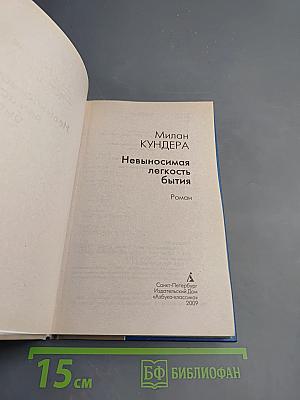 Милан
КУНДЕРА
Невыносимая
легкость
бытия
Роман
Санкт-Петербург
Издательский Дом
«Азбука-классика»
2009
15 см
БФ БИБЛИОФАН